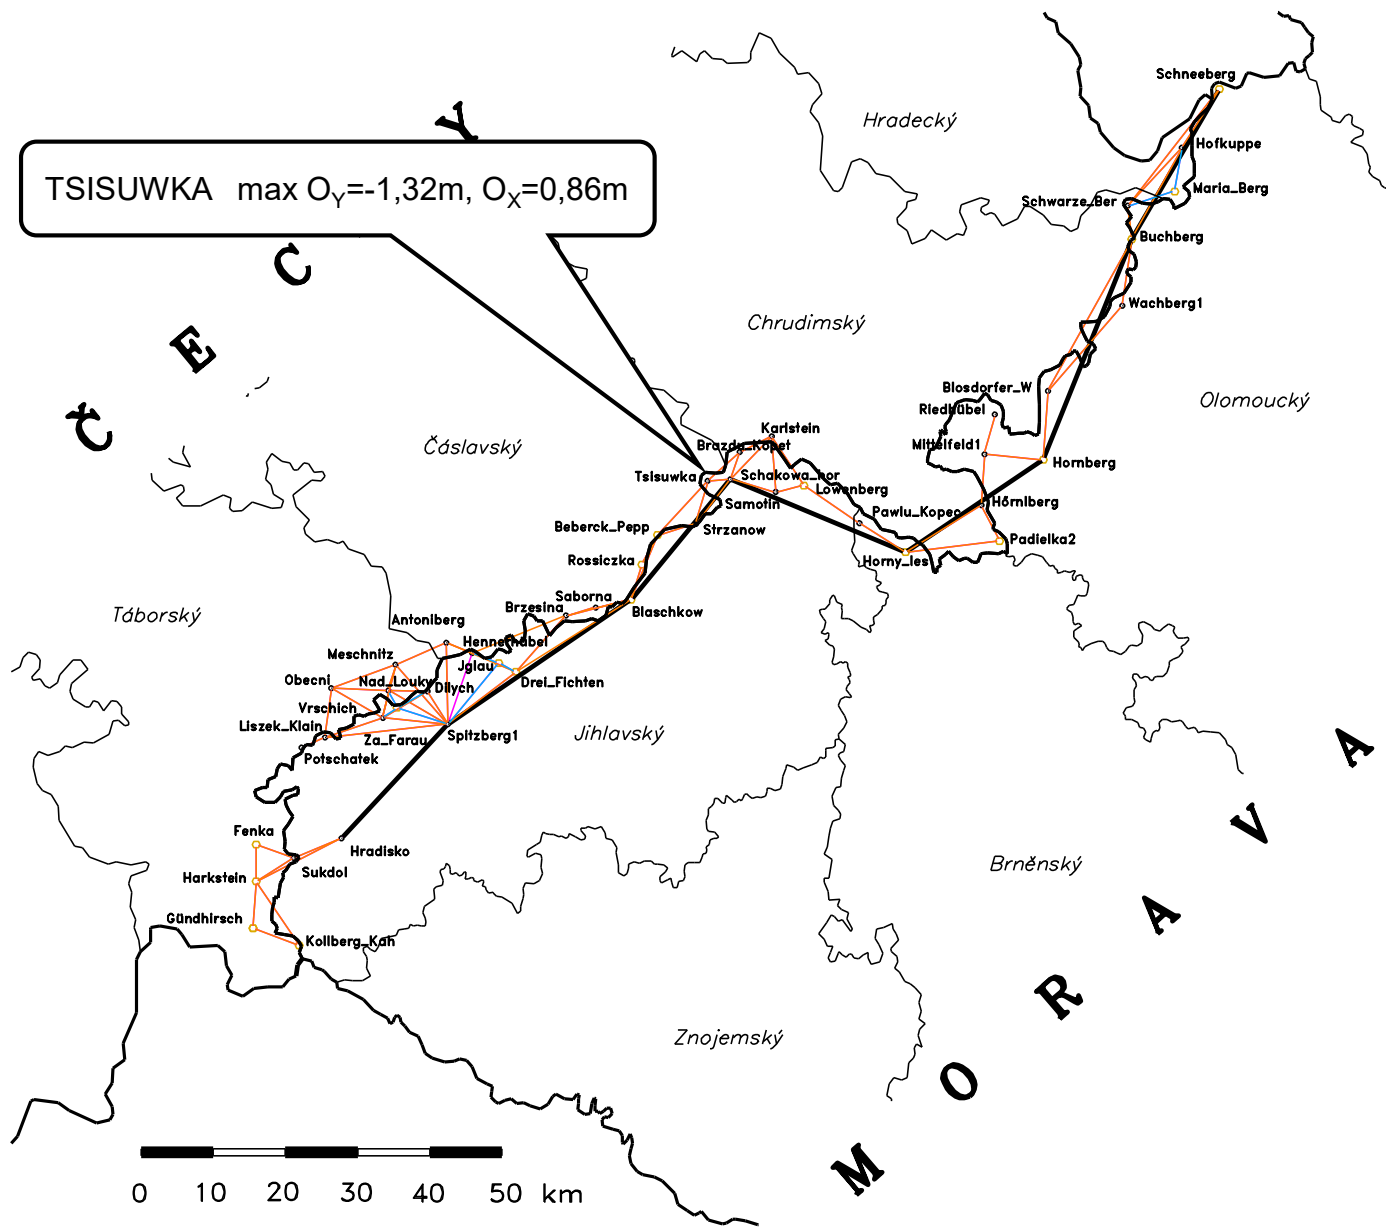 Schneeberg
Hradecký
Y
Hofkuppe
TSISUWKA max OY=-1,32m, OX=0,86m
Maria_Berg
Schwarze_Ber
Buchberg
C
Wachberg1
Chrudimský
E
Blosdorfer_W
Olomoucký
Riedhübel
Č
Karlstein
Čáslavský
Brazdy_Kopet
Mittelfeld1
Hornberg
Tsisuwka
Schakowa_hor
Löwenberg
Samotin
Hörnlberg
Pawlu_Kopec
Beberck_Pepp
Strzanow
Padielka2
Rossiczka
Horny_les
Saborna
Brzesina
Blaschkow
Táborský
Antoniberg
Hennerhübel
Meschnitz
Jglau
Obecni
Nad_Louky
Dilych
Drei_Fichten
Vrschich
Liszek_Klain
Za_Farau
Spitzberg1
Jihlavský
Potschatek
A
Fenka
V
Hradisko
Sukdol
Brněnský
Harkstein
Gündhirsch
A
Kollberg_Kah
R
Znojemský
O
M
0 10 20 30 40 50 km